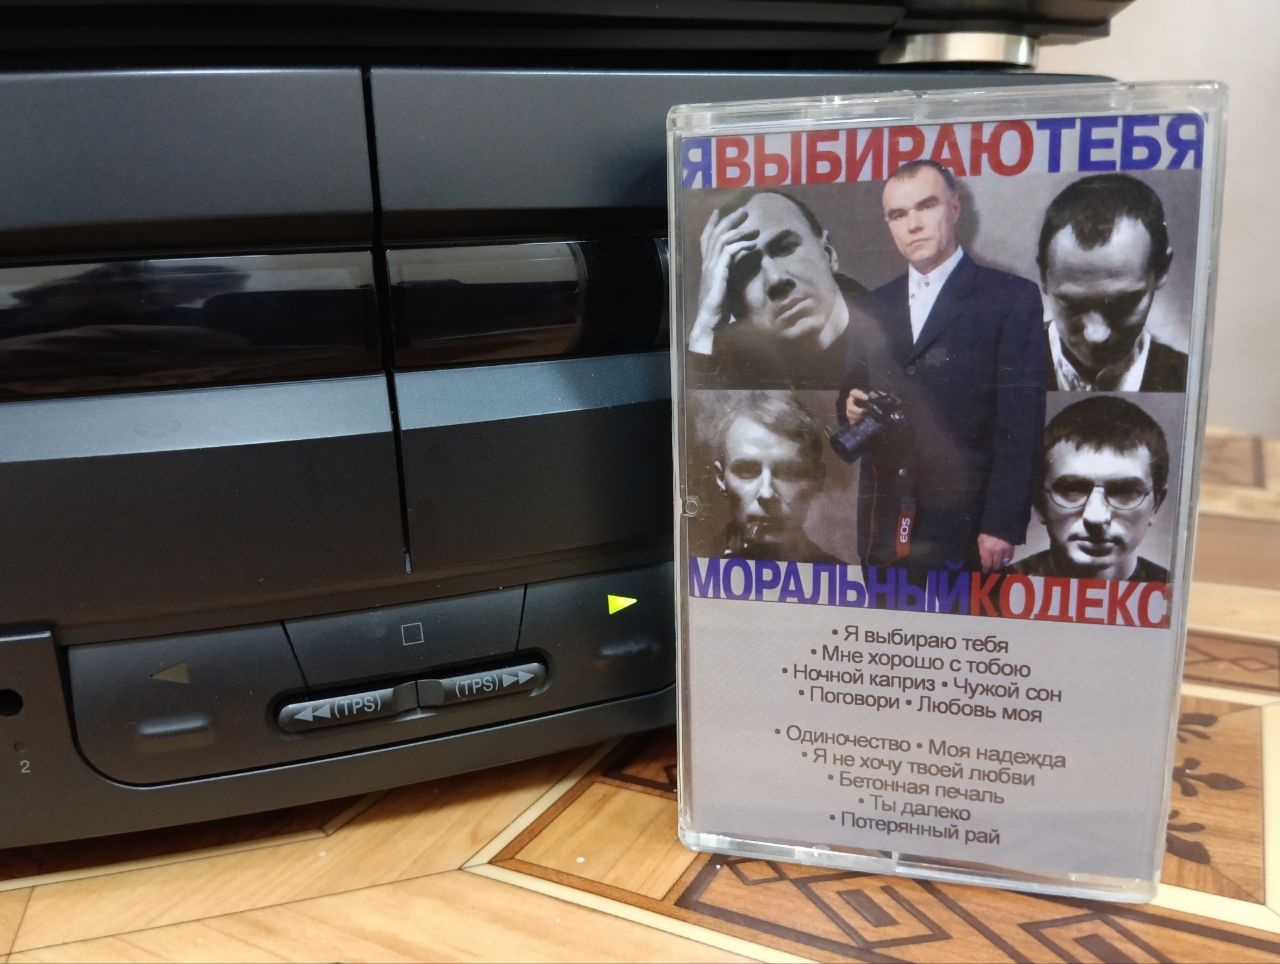 ЯВЫБИРАЮТЕБЯ
EOS
МОРАЛЬНЫЙКОДЕКС
• Я выбираю тебя
• Мне хорошо с тобою
• Ночной каприз • Чужой сон
• Поговори • Любовь моя
• Одиночество • Моя надежда
• Я не хочу твоей любви
• Бетонная печаль
• Ты далеко
• Потерянный рай
(TPS)
(TPS)
2